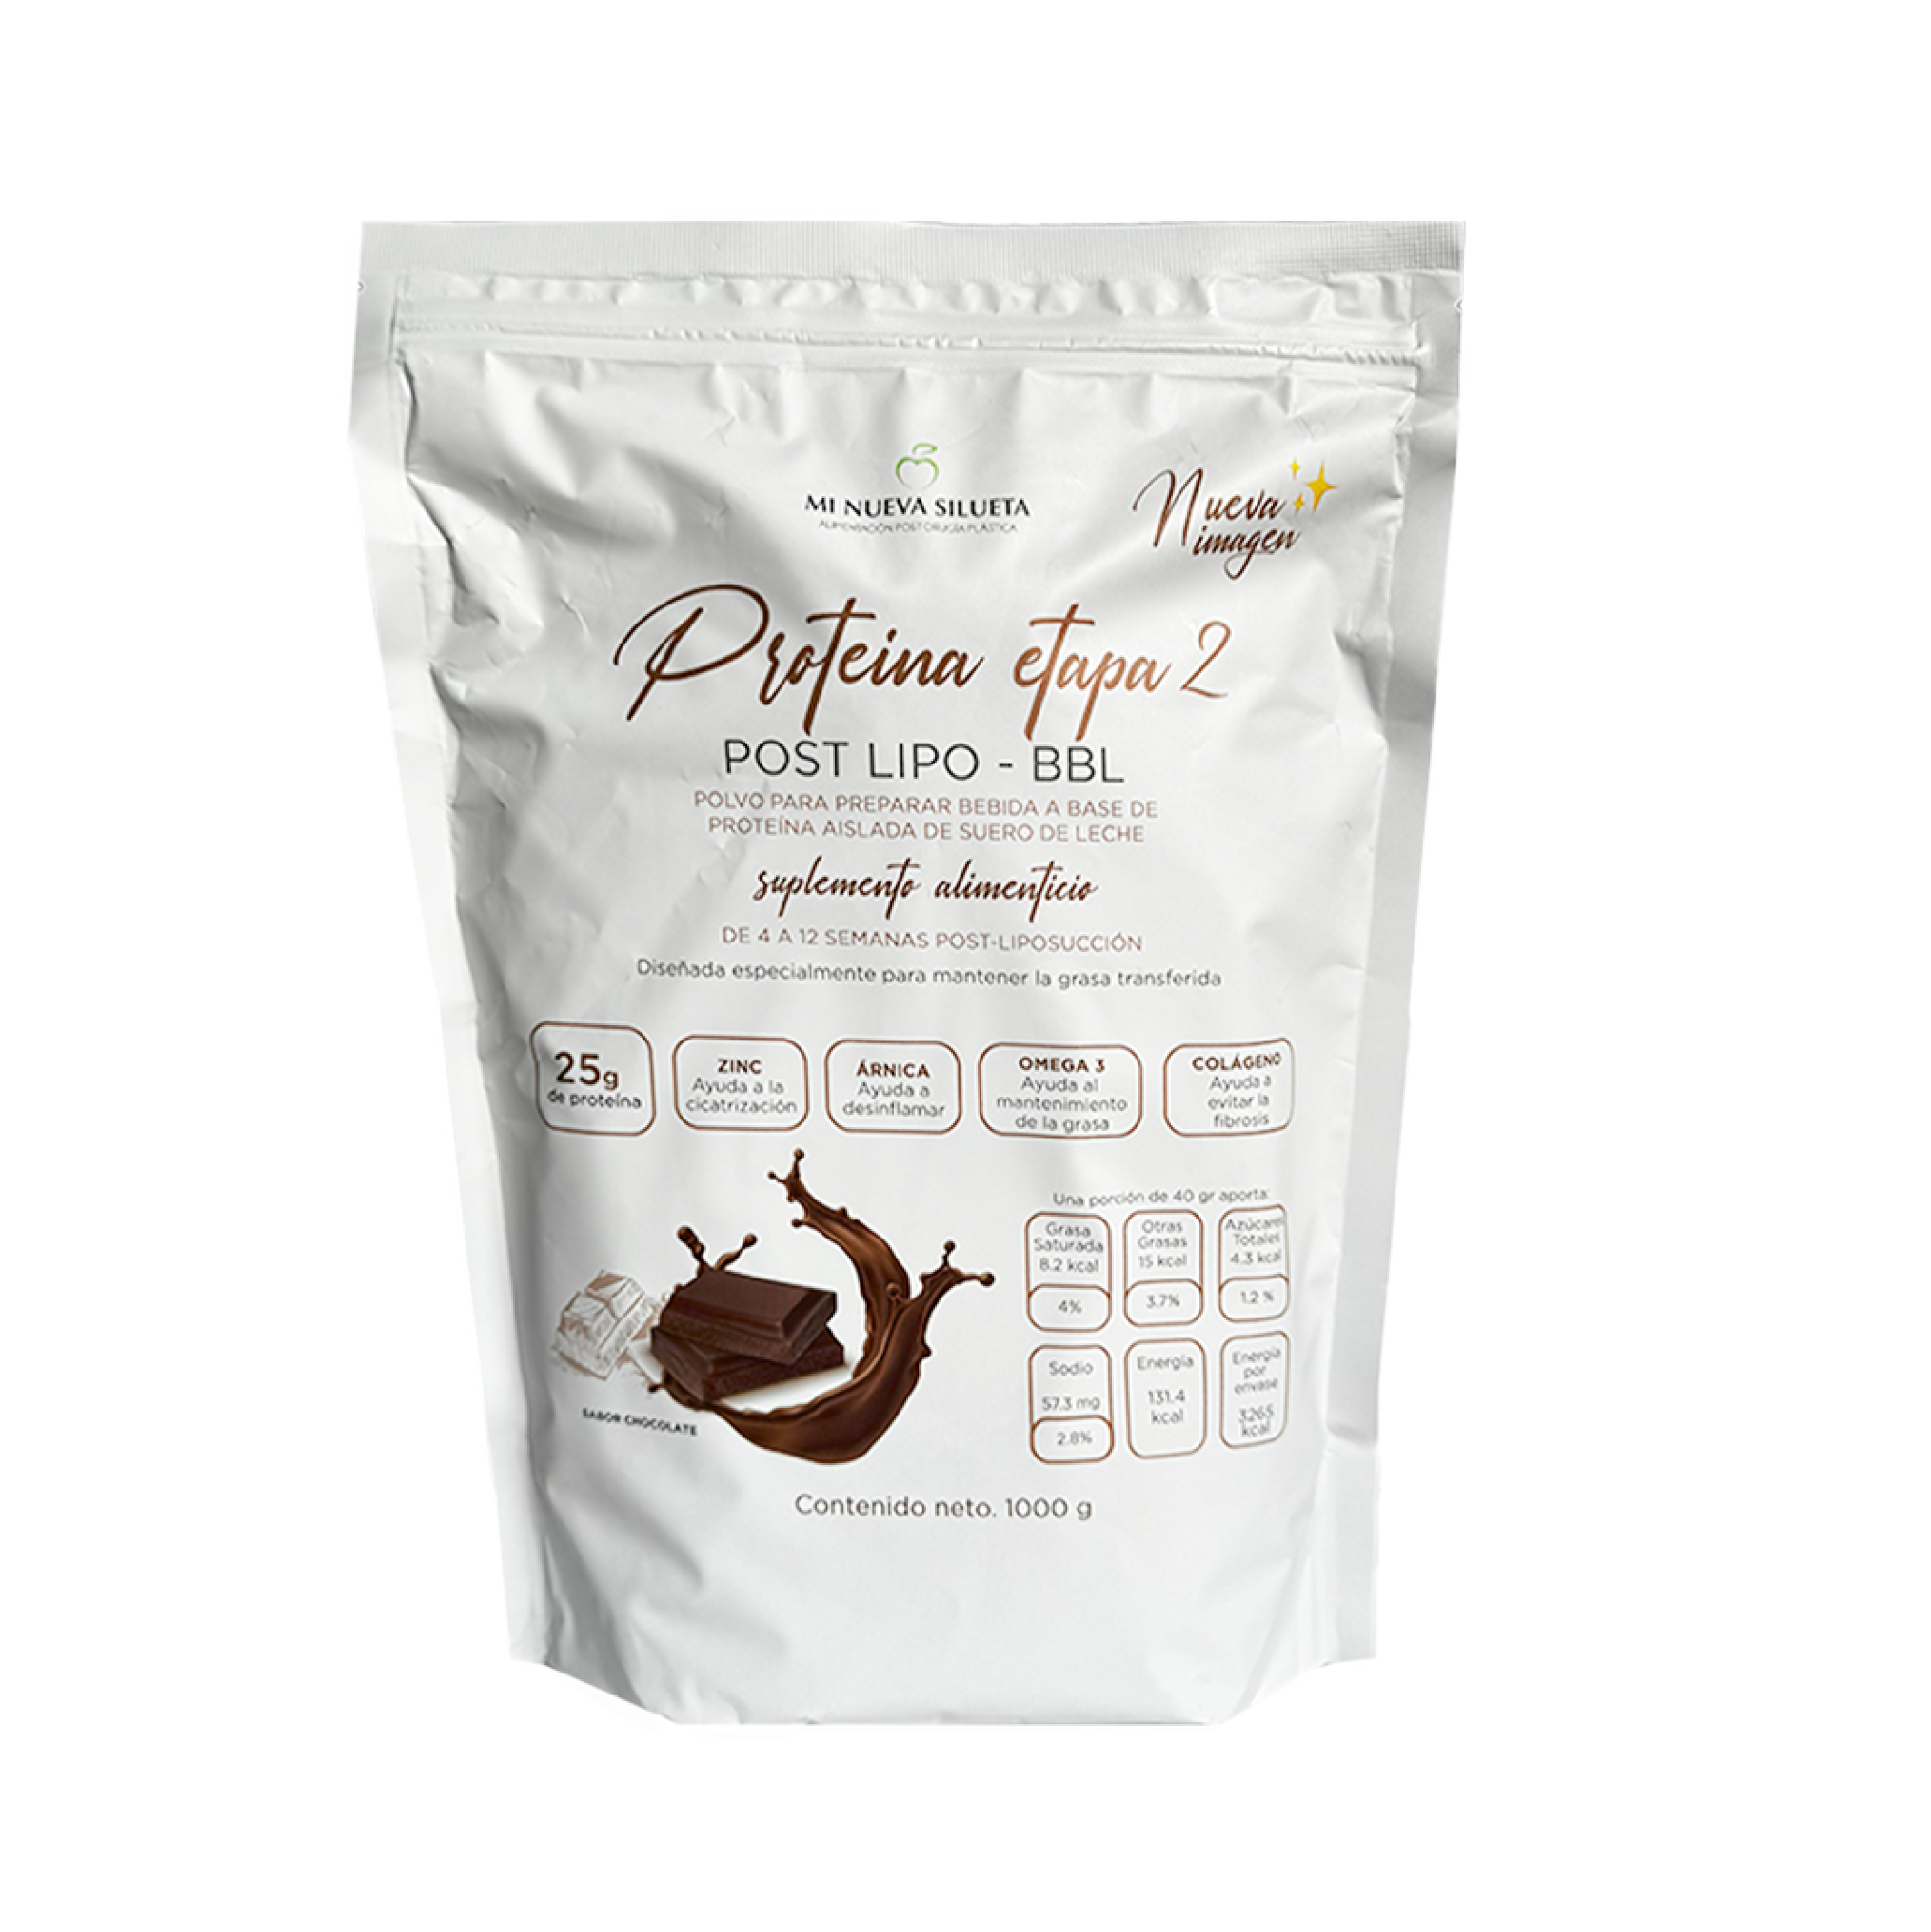 MI NUEVA SILUETA
ALIMENTACIÓN POST CIRUGÍA PLÁSTICA
Nueva
imagen
Proteina etapa 2
POST LIPO - BBL
POLVO PARA PREPARAR BEBIDA A BASE DE
PROTEÍNA AISLADA DE SUERO DE LECHE
suplemento alimenticio
DE 4 A 12 SEMANAS POST-LIPOSUCCIÓN
Diseñada especialmente para mantener la grasa transferida
25g
de proteína
ZINC
Ayuda a la
cicatrización
ÁRNICA
Ayuda a
desinflamar
OMEGA 3
Ayuda al
mantenimiento
de la grasa
COLÁGENO
Ayuda a
evitar la
fibrosis
Una porción de 40 gr aporta:
Grasa
Saturada
8.2 kcal
4%
Otras
Grasas
15 kcal
3.7%
Azúcares
Totales
4.3 kcal
1.2 %
Sodio
57.3 mg
2.8%
Energía
131.4
kcal
Energía
por
envase
3265
kcal
SABOR CHOCOLATE
Contenido neto. 1000 g